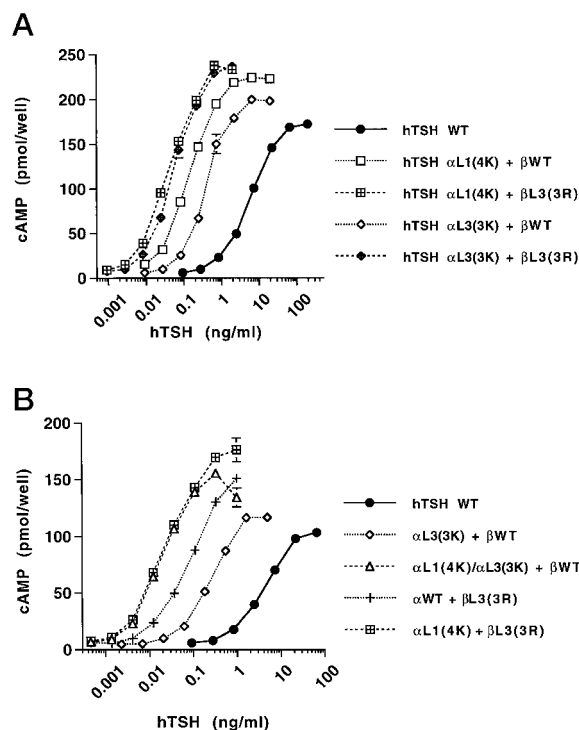 A
250
200
150
100
50
0
cAMP (pmol/well)
0.001
0.01
0.1
1
10
100
hTSH (ng/ml)
hTSH WT
hTSH αL1(4K) + βWT
hTSH αL1(4K) + βL3(3R)
hTSH αL3(3K) + βWT
hTSH αL3(3K) + βL3(3R)
B
200
150
100
50
0
cAMP (pmol/well)
0.001
0.01
0.1
1
10
100
hTSH (ng/ml)
hTSH WT
αL3(3K) + βWT
αL1(4K)/αL3(3K) + βWT
αWT + βL3(3R)
αL1(4K) + βL3(3R)